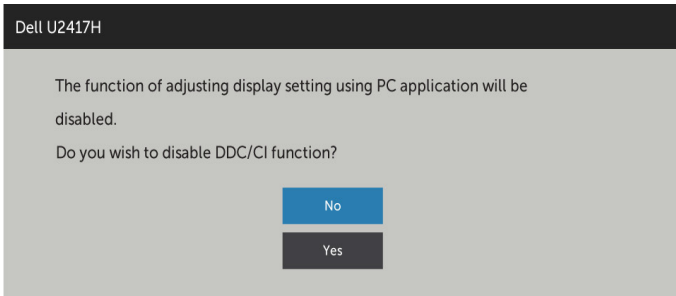 Dell U2417H
The function of adjusting display setting using PC application will be
disabled.
Do you wish to disable DDC/CI function?
No
Yes